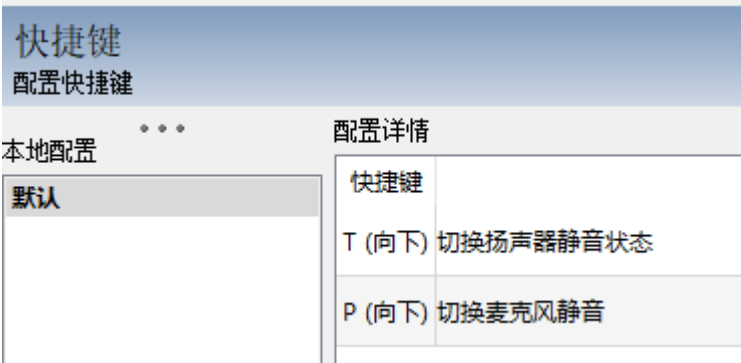 快捷键
配置快捷键
本地配置
默认
配置详情
快捷键
T (向下) 切换扬声器静音状态
P (向下) 切换麦克风静音